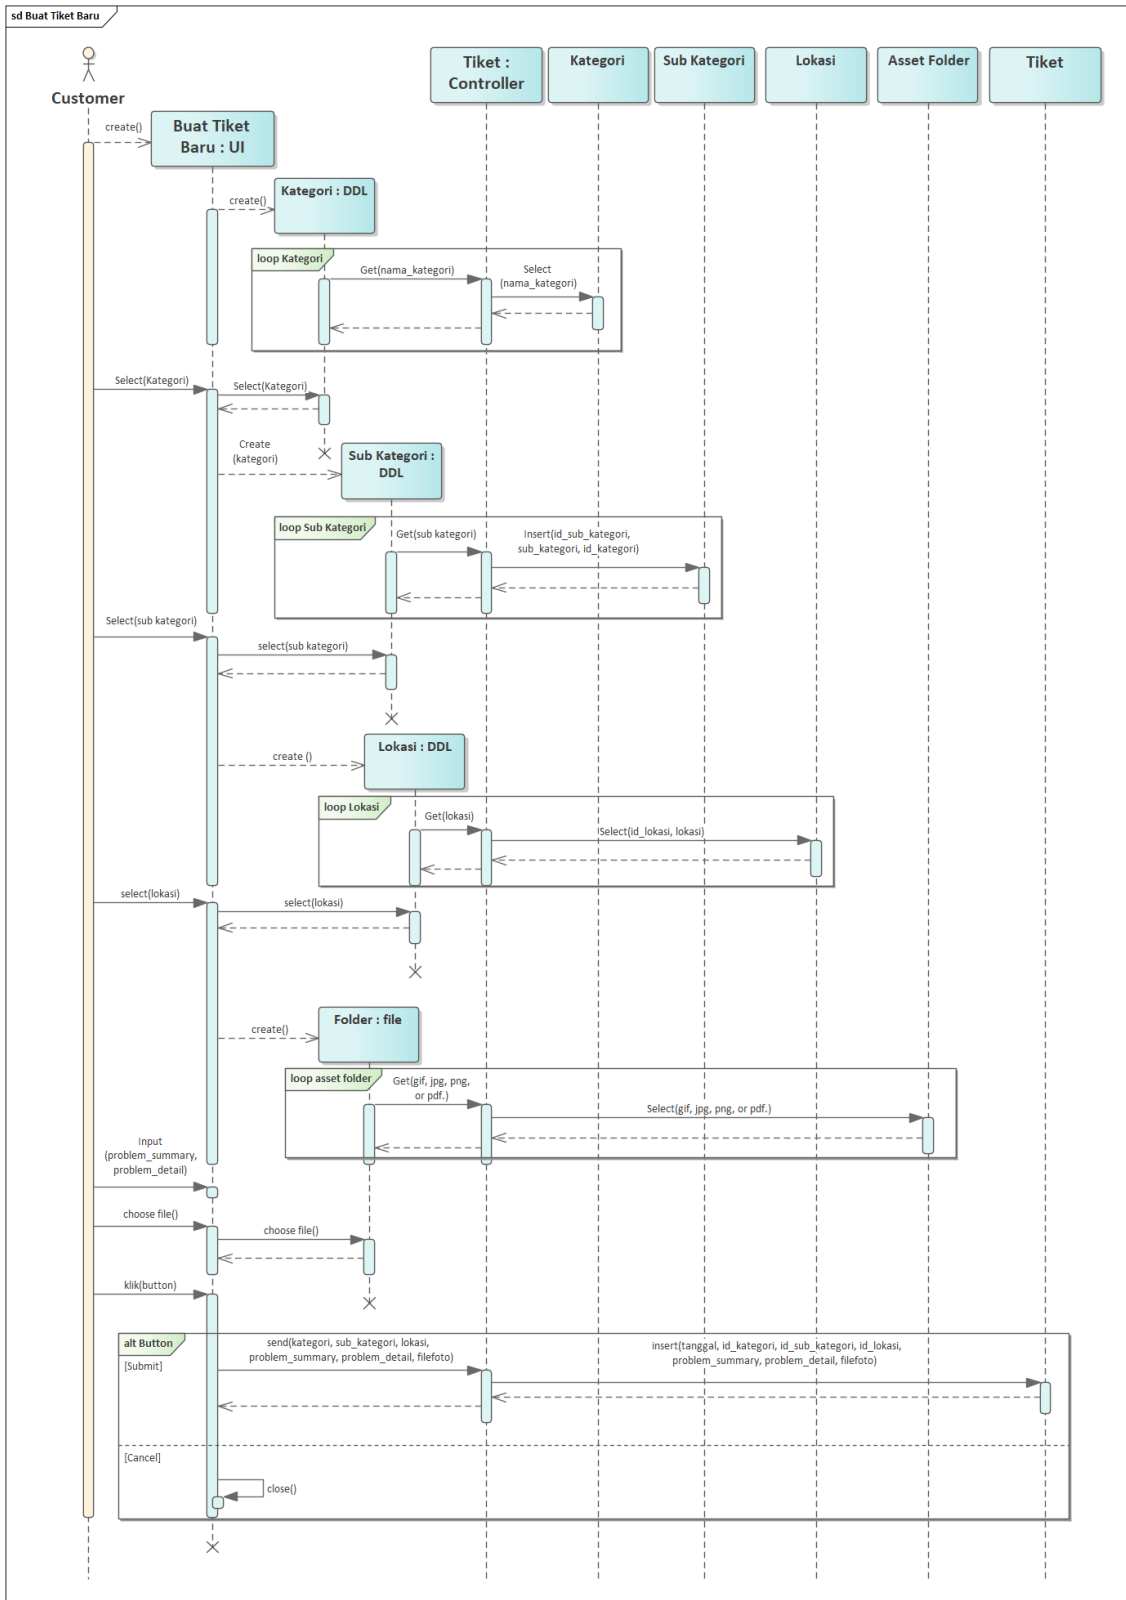 sd Buat Tiket Baru
Customer
Tiket :
Controller
Kategori
Sub Kategori
Lokasi
Asset Folder
Tiket
create()
Buat Tiket
Baru : UI
create()
Kategori : DDL
loop Kategori
Get(nama_kategori)
Select
(nama_kategori)
Select(Kategori)
Select(Kategori)
Create
(kategori)
Sub Kategori :
DDL
loop Sub Kategori
Get(sub kategori)
Insert(id_sub_kategori,
sub_kategori, id_kategori)
Select(sub kategori)
select(sub kategori)
create ()
Lokasi : DDL
loop Lokasi
Get(lokasi)
Select(id_lokasi, lokasi)
select(lokasi)
select(lokasi)
create()
Folder : file
loop asset folder
Get(gif, jpg, png,
or pdf.)
Select(gif, jpg, png, or pdf.)
Input
(problem_summary,
problem_detail)
choose file()
choose file()
klik(button)
alt Button
[Submit]
send(kategori, sub_kategori, lokasi,
problem_summary, problem_detail, filefoto)
insert(tanggal, id_kategori, id_sub_kategori, id_lokasi,
problem_summary, problem_detail, filefoto)
[Cancel]
close()